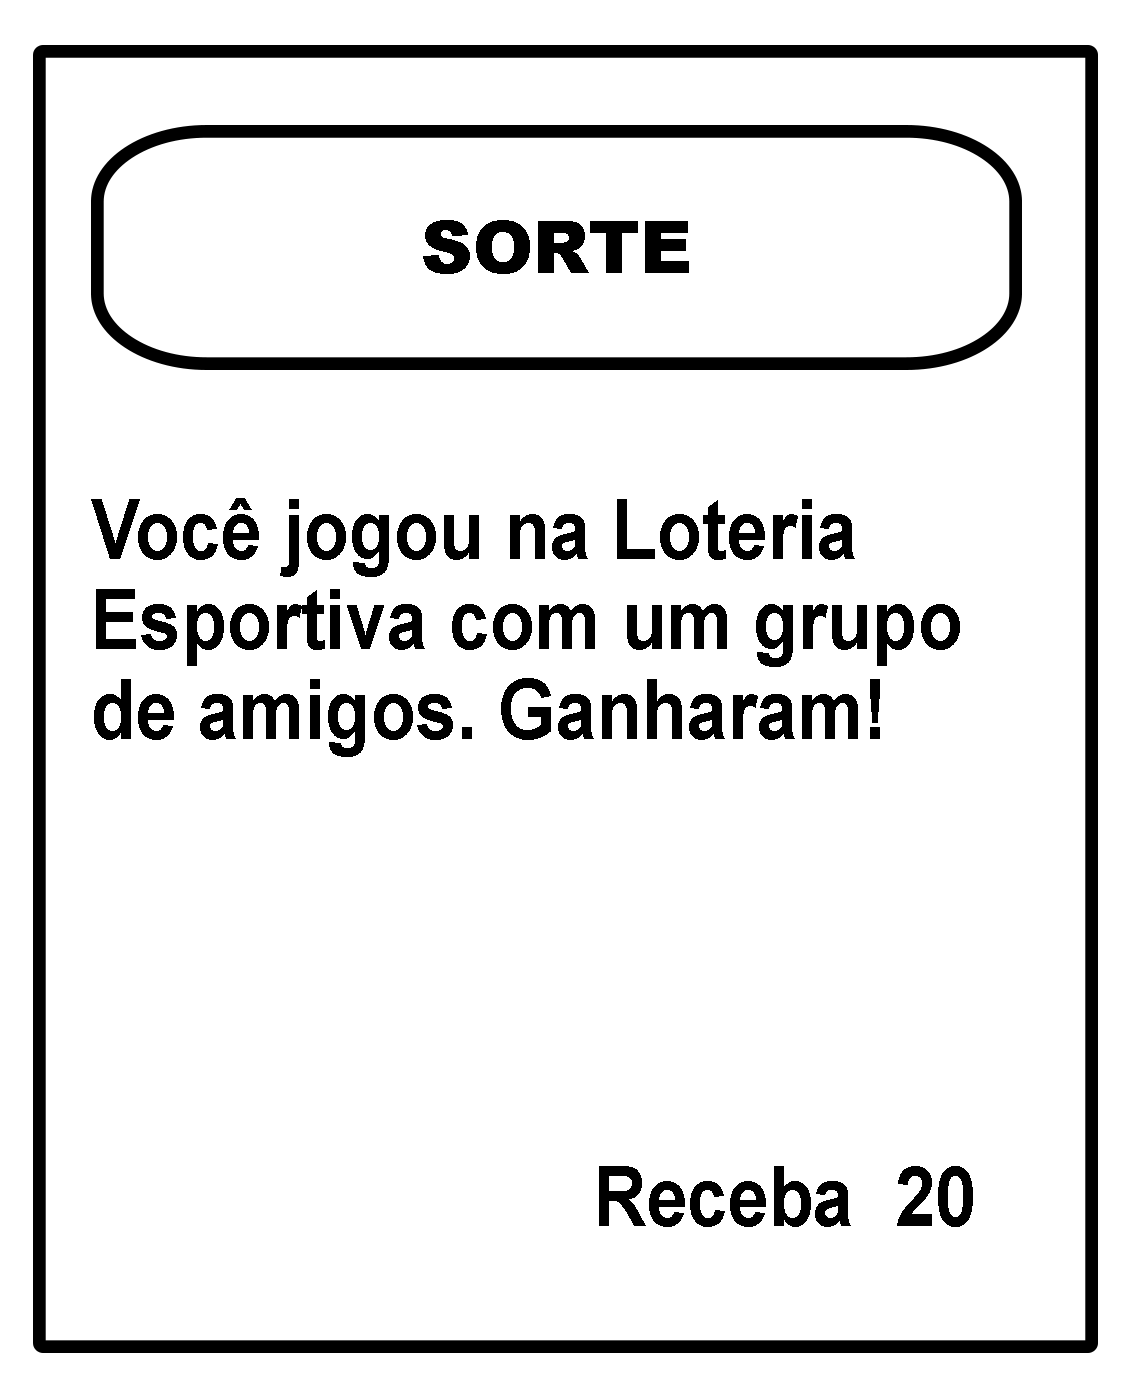 SORTE
Você jogou na Loteria
Esportiva com um grupo
de amigos. Ganharam!
Receba 20